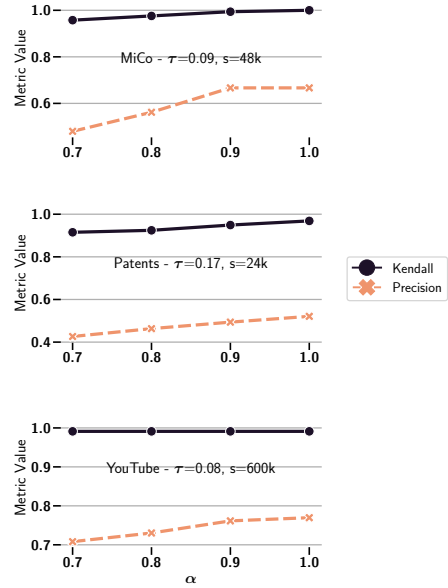 1.0
0.8
0.6
Metric Value
MiCo - τ=0.09, s=48k
0.7 0.8 0.9 1.0
1.0
0.8
0.6
0.4
Metric Value
Patents - τ=0.17, s=24k
0.7 0.8 0.9 1.0
Kendall
Precision
1.0
0.9
0.8
0.7
Metric Value
YouTube - τ=0.08, s=600k
0.7 0.8 0.9 1.0
α